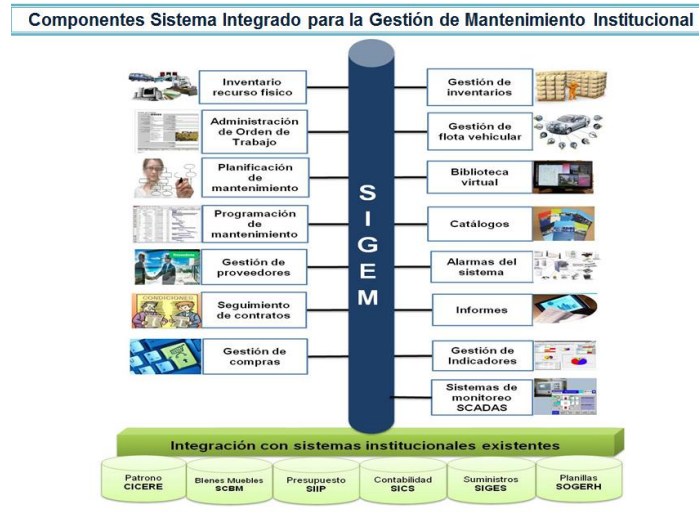 Componentes Sistema Integrado para la Gestión de Mantenimiento Institucional
Inventario
recurso fisico
Administración
de Orden de
Trabajo
Planificación
de
mantenimiento
Programación
de
mantenimiento
Gestión de
proveedores
CONDICIONES
Seguimiento
de contratos
Gestión de
compras
SIGEM
Gestión de
inventarios
Gestión de
flota vehicular
Biblioteca
virtual
Catálogos
Alarmas del
sistema
Informes
Gestión de
Indicadores
Sistemas de
monitoreo
SCADAS
Integración con sistemas institucionales existentes
Patrono
CICERE
Bienes Muebles
SCBM
Presupuesto
SIIP
Contabilidad
SICS
Suministros
SIGES
Planillas
SOGERH